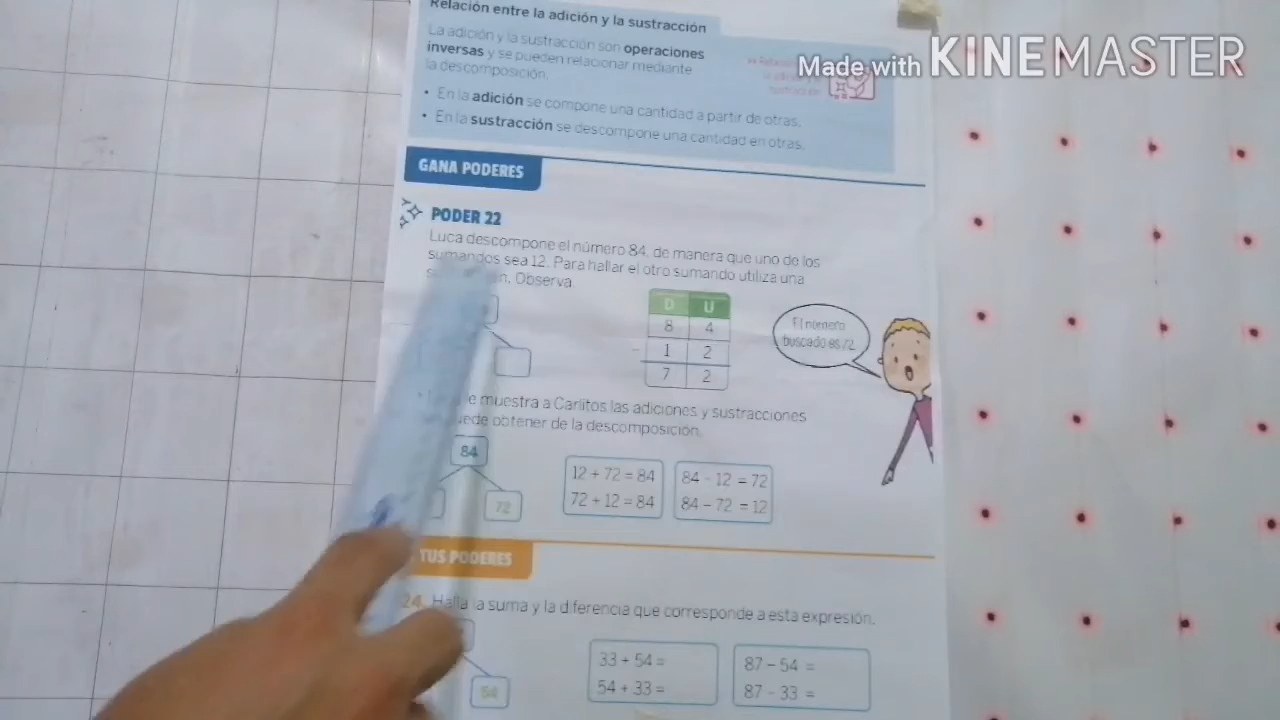 Relación entre la adición y la sustracción
Made with KINEMASTER
La adición y la sustracción son operaciones
inversas y se pueden relacionar mediante
la descomposición.
• En la adición se compone una cantidad a partir de otras.
• En la sustracción se descompone una cantidad en otras.
GANA PODERES
PODER 22
Luca descompone el número 84, de manera que uno de los
sumandos sea 12. Para hallar el otro sumando utiliza una
Observa.
D U
8 4
- 1 2
7 2
El número
buscado es 72
muestra a Carlitos las adiciones y sustracciones
obtener de la descomposición.
84
72
12 + 72 = 84
72 + 12 = 84
84 - 12 = 72
84 - 72 = 12
TUS PODERES
24. Halla la suma y la diferencia que corresponde a esta expresión.
54
33 + 54 =
54 + 33 =
87 - 54 =
87 - 33 =